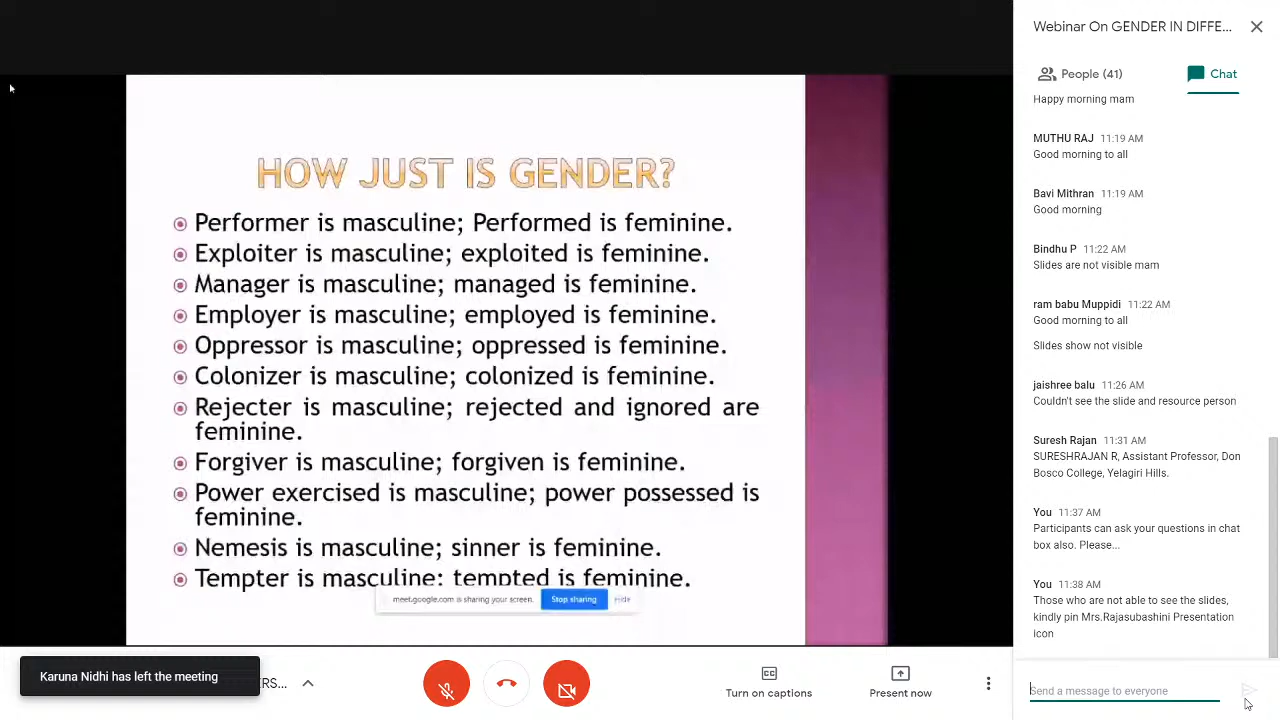 HOW JUST IS GENDER?
Performer is masculine; Performed is feminine.
Exploiter is masculine; exploited is feminine.
Manager is masculine; managed is feminine.
Employer is masculine; employed is feminine.
Oppressor is masculine; oppressed is feminine.
Colonizer is masculine; colonized is feminine.
Rejecter is masculine; rejected and ignored are
feminine.
Forgiver is masculine; forgiven is feminine.
Power exercised is masculine; power possessed is
feminine.
Nemesis is masculine; sinner is feminine.
Tempter is masculine; tempted is feminine.
meet.google.com is sharing your screen.
Stop sharing
Hide
Karuna Nidhi has left the meeting
ERS...
Turn on captions
Present now
Webinar On GENDER IN DIFFE...
People (41)
Chat
Happy morning mam
MUTHU RAJ 11:19 AM
Good morning to all
Bavi Mithran 11:19 AM
Good morning
Bindhu P 11:22 AM
Slides are not visible mam
ram babu Muppidi 11:22 AM
Good morning to all
Slides show not visible
jaishree balu 11:26 AM
Couldn't see the slide and resource person
Suresh Rajan 11:31 AM
SURESHRAJAN R, Assistant Professor, Don
Bosco College, Yelagiri Hills.
You 11:37 AM
Participants can ask your questions in chat
box also. Please...
You 11:38 AM
Those who are not able to see the slides,
kindly pin Mrs.Rajasubashini Presentation
icon
Send a message to everyone